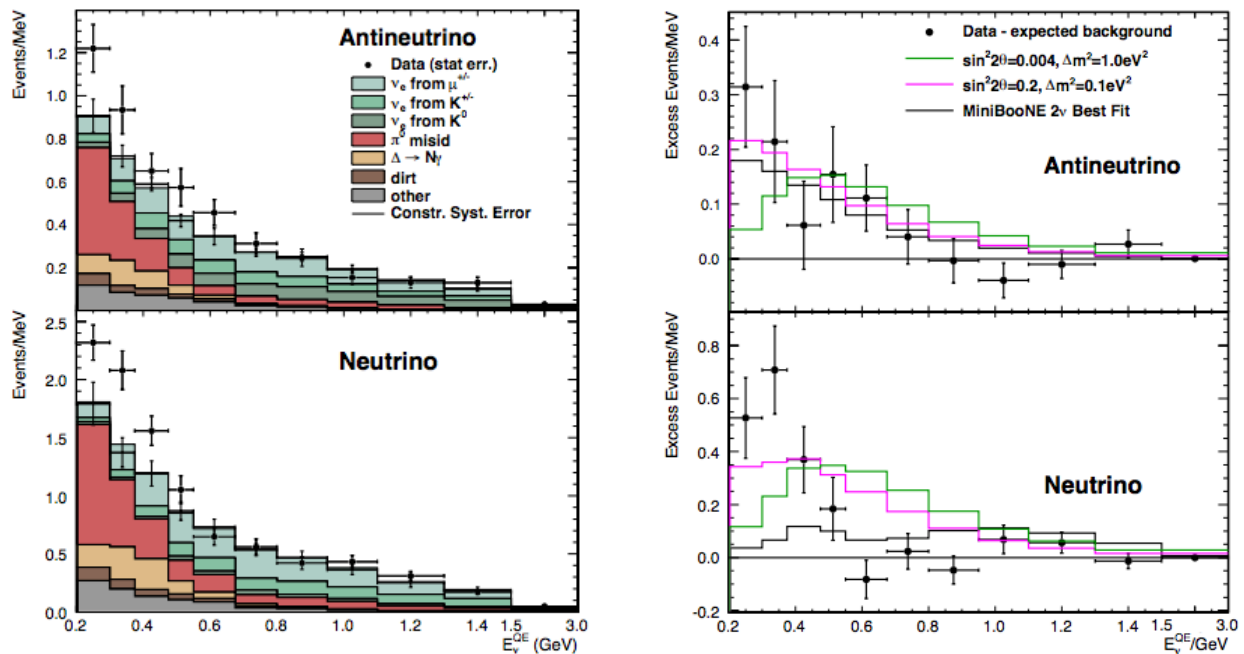 Events/MeV
1.2
1.0
0.8
0.6
0.4
0.2
Antineutrino
Data (stat err.)
νe from μ+/-
νe from K+/-
νe from K0
π0 misid
Δ → Nγ
dirt
other
Constr. Syst. Error
Events/MeV
2.5
2.0
1.5
1.0
0.5
0.0
Neutrino
0.2 0.4 0.6 0.8 1.0 1.2 1.4 1.5 3.0
EνQE (GeV)
Excess Events/MeV
0.4
0.3
0.2
0.1
0.0
Data - expected background
sin²2θ=0.004, Δm²=1.0eV²
sin²2θ=0.2, Δm²=0.1eV²
MiniBooNE 2ν Best Fit
Antineutrino
Excess Events/MeV
0.8
0.6
0.4
0.2
0.0
-0.2
Neutrino
0.2 0.4 0.6 0.8 1.0 1.2 1.4 1.5 3.0
EνQE/GeV